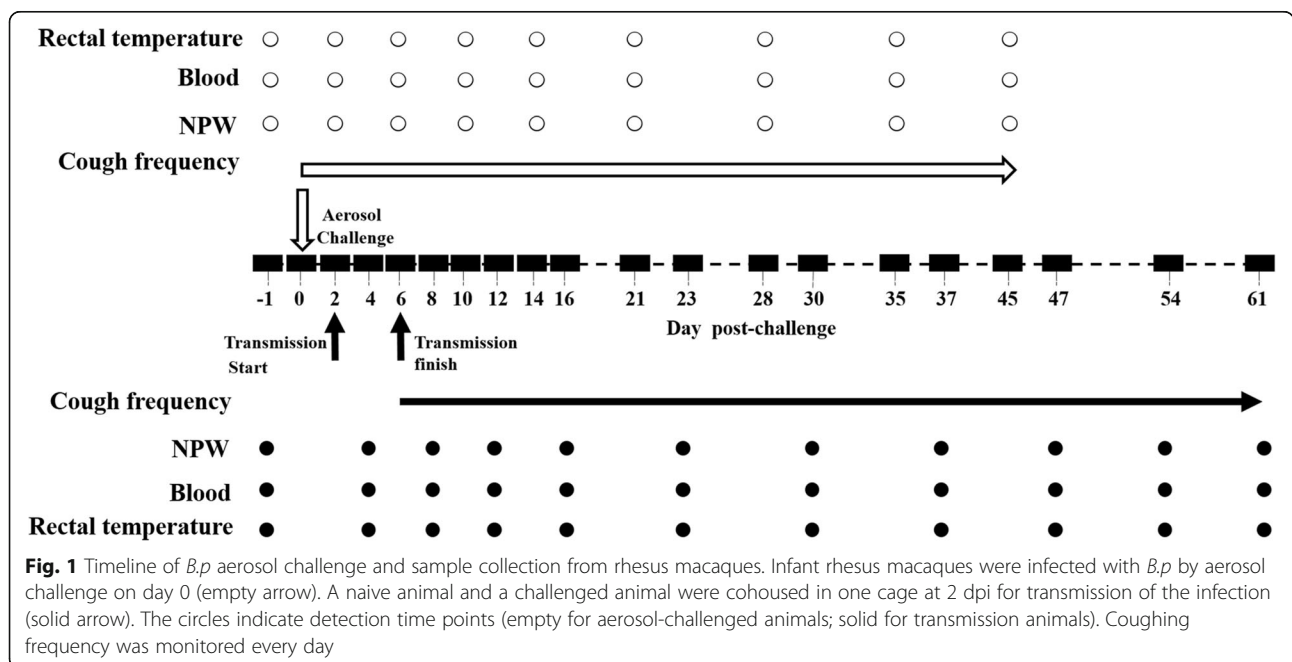 Rectal temperature
Blood
NPW
Cough frequency
Aerosol
Challenge
-1 0 2 4 6 8 10 12 14 16 21 23 28 30 35 37 45 47 54 61
Day post-challenge
Transmission
Start
Transmission
finish
Cough frequency
NPW
Blood
Rectal temperature
Fig. 1 Timeline of B.p aerosol challenge and sample collection from rhesus macaques. Infant rhesus macaques were infected with B.p by aerosol
challenge on day 0 (empty arrow). A naive animal and a challenged animal were cohoused in one cage at 2 dpi for transmission of the infection
(solid arrow). The circles indicate detection time points (empty for aerosol-challenged animals; solid for transmission animals). Coughing
frequency was monitored every day